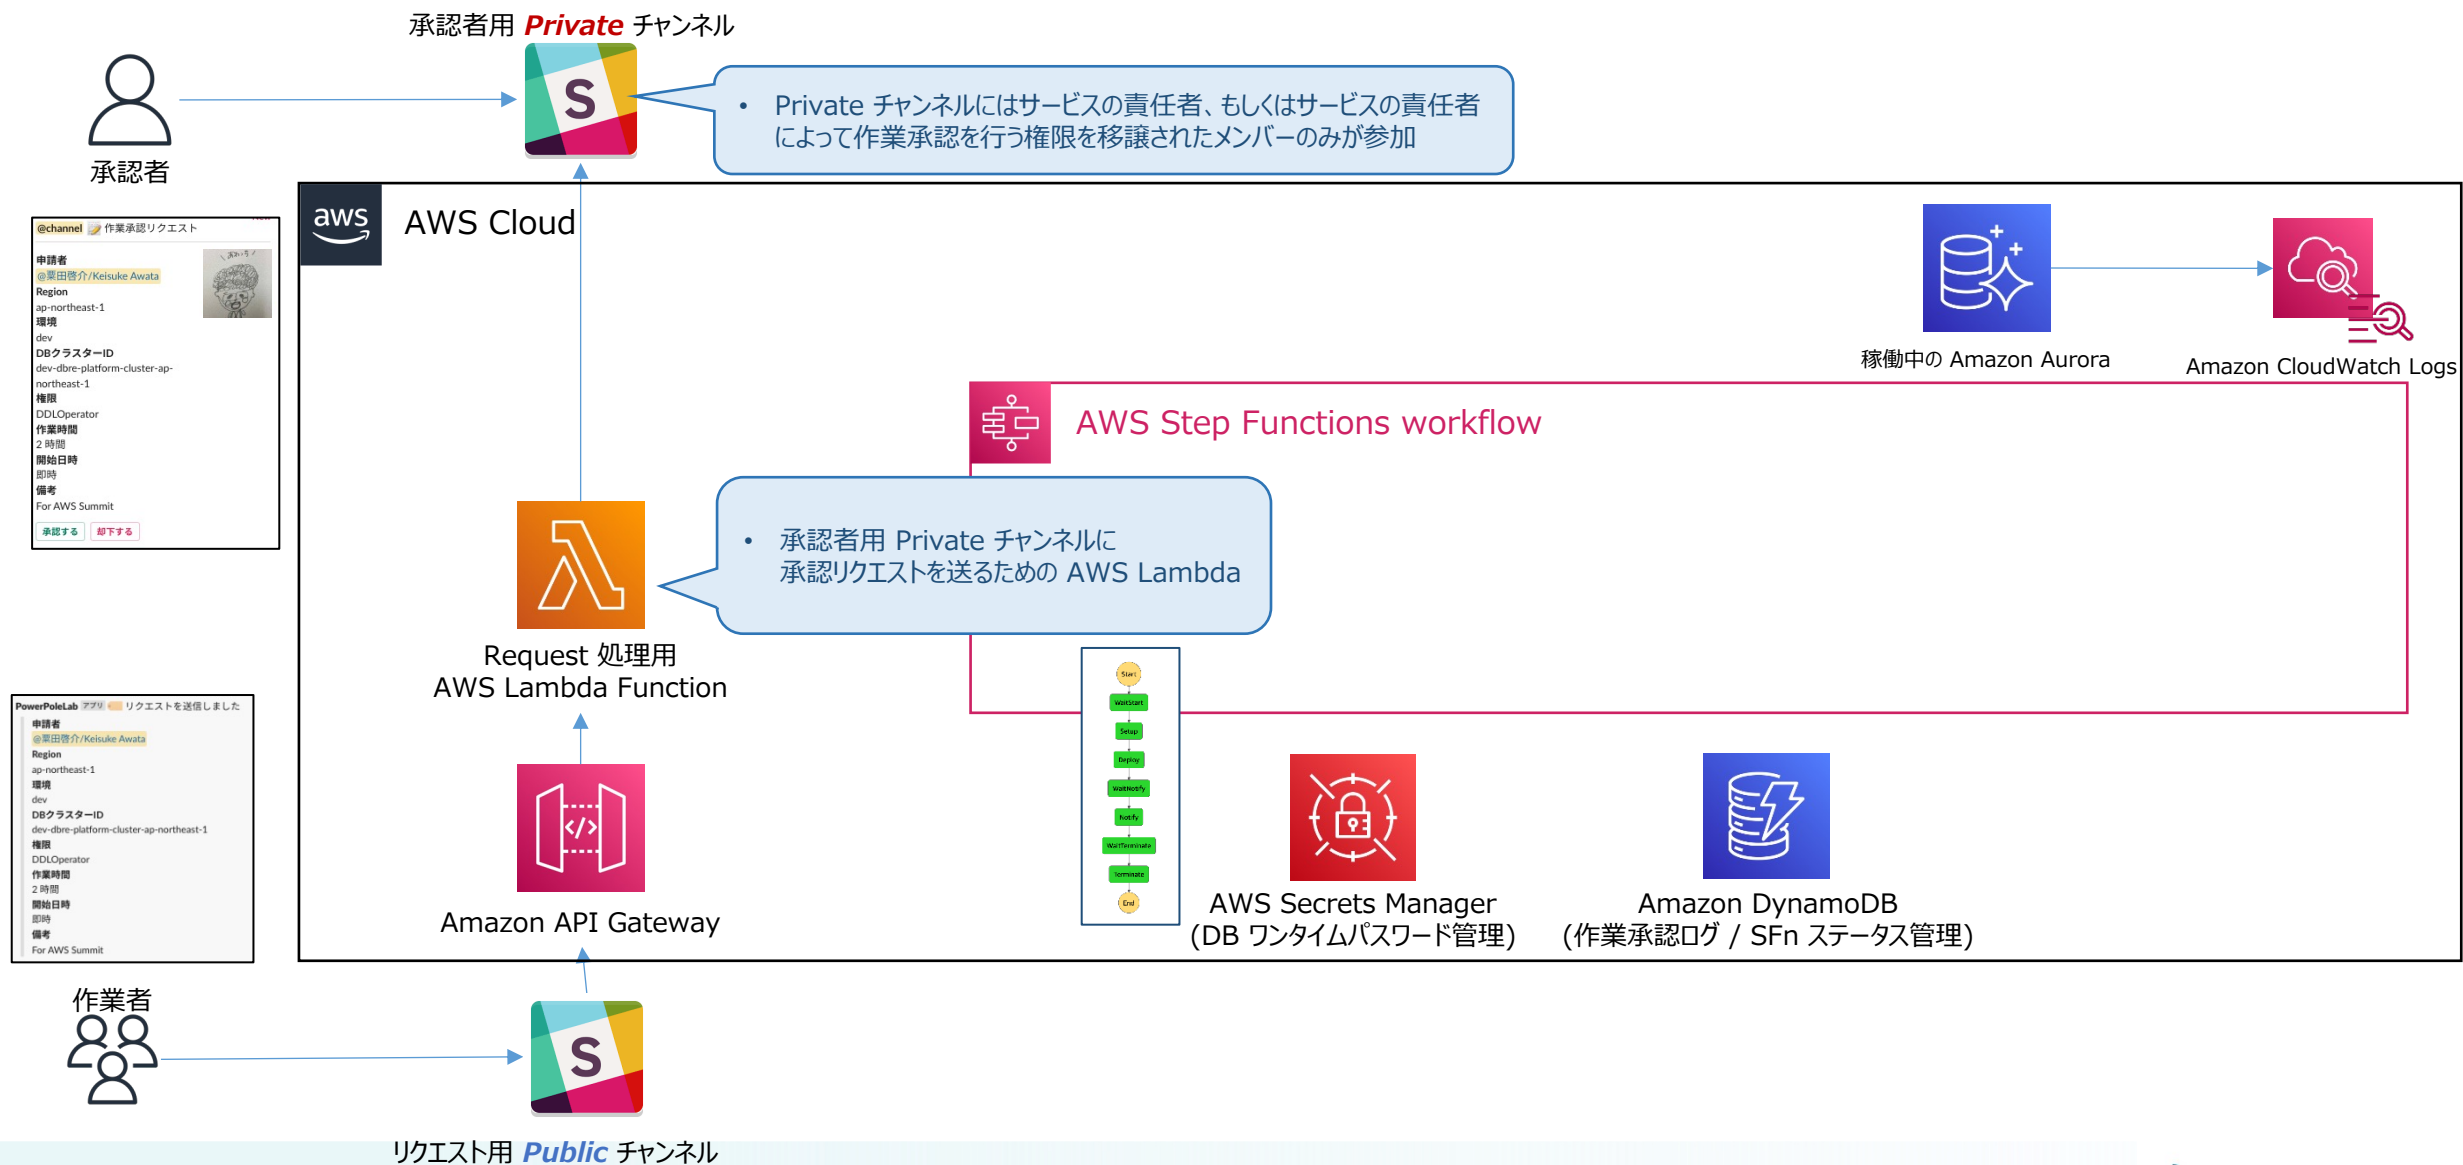 承認者用 Private チャンネル
S
• Private チャンネルにはサービスの責任者、もしくはサービスの責任者
によって作業承認を行う権限を移譲されたメンバーのみが参加
承認者
aws
AWS Cloud
@channel 作業承認リクエスト
申請者
@粟田啓介/Keisuke Awata
Region
ap-northeast-1
環境
dev
DBクラスターID
dev-dbre-platform-cluster-ap-
northeast-1
権限
DDLOperator
作業時間
2 時間
開始日時
即時
備考
For AWS Summit
承認する 却下する
稼働中の Amazon Aurora
Amazon CloudWatch Logs
AWS Step Functions workflow
• 承認者用 Private チャンネルに
承認リクエストを送るための AWS Lambda
Request 処理用
AWS Lambda Function
Start
WaitStart
Setup
Deploy
WaitNotify
Notify
WaitTerminate
Terminate
End
</>
Amazon API Gateway
AWS Secrets Manager
(DB ワンタイムパスワード管理)
Amazon DynamoDB
(作業承認ログ / SFn ステータス管理)
PowerPoleLab アプリ リクエストを送信しました
申請者
@粟田啓介/Keisuke Awata
Region
ap-northeast-1
環境
dev
DBクラスターID
dev-dbre-platform-cluster-ap-northeast-1
権限
DDLOperator
作業時間
2 時間
開始日時
即時
備考
For AWS Summit
作業者
S
リクエスト用 Public チャンネル